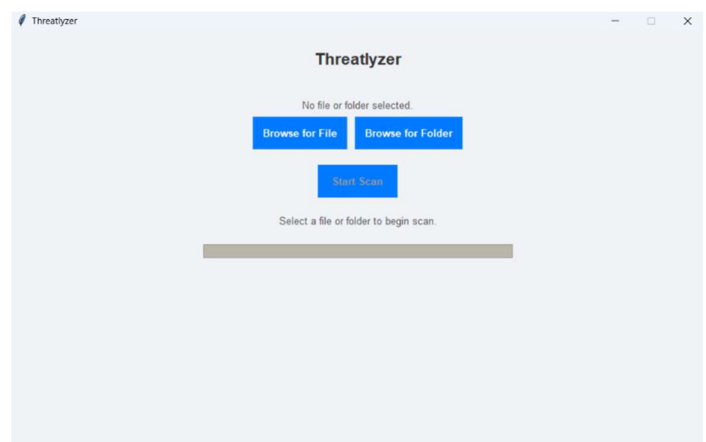 Threatlyzer
Threatlyzer
No file or folder selected.
Browse for File Browse for Folder
Start Scan
Select a file or folder to begin scan.